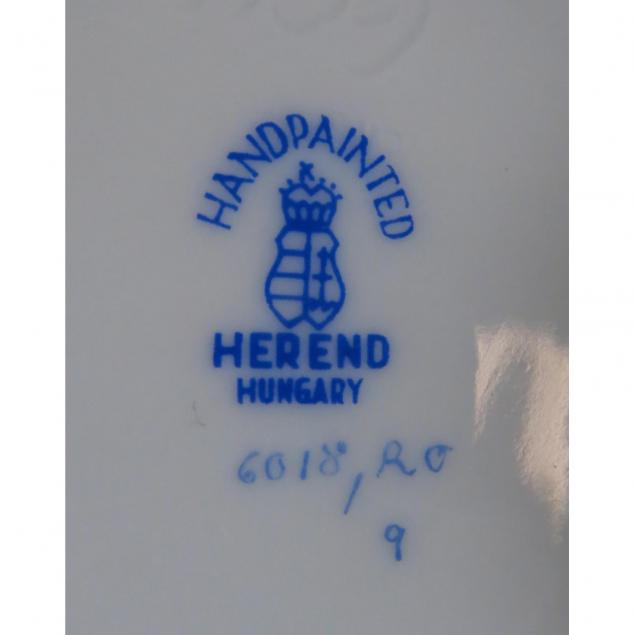 HANDPAINTED
HEREND
HUNGARY
6018, RO
9